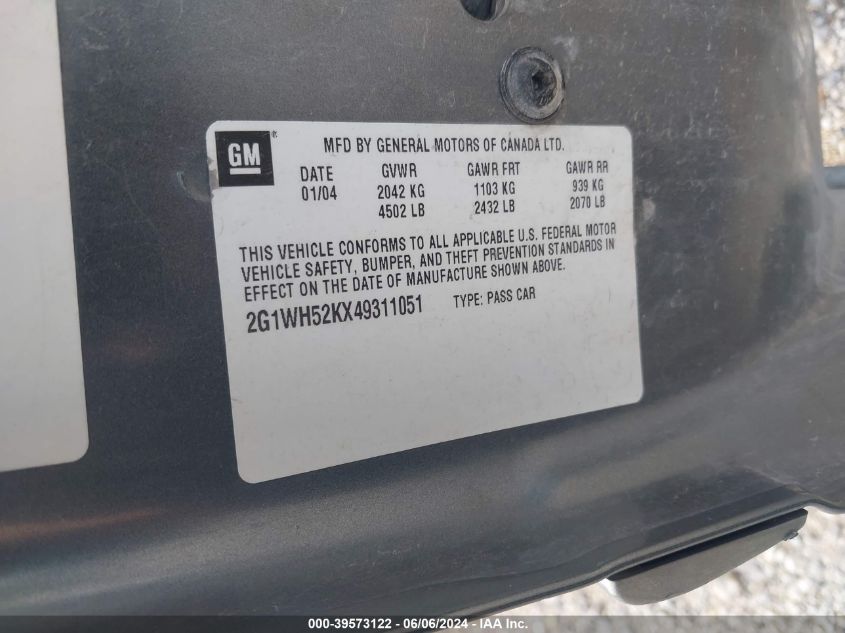 GM
MFD BY GENERAL MOTORS OF CANADA LTD.
DATE GVWR GAWR FRT GAWR RR
01/04 2042 KG 1103 KG 939 KG
4502 LB 2432 LB 2070 LB
THIS VEHICLE CONFORMS TO ALL APPLICABLE U.S. FEDERAL MOTOR
VEHICLE SAFETY, BUMPER, AND THEFT PREVENTION STANDARDS IN
EFFECT ON THE DATE OF MANUFACTURE SHOWN ABOVE.
2G1WH52KX49311051 TYPE: PASS CAR
000-39573122 - 06/06/2024 - IAA Inc.